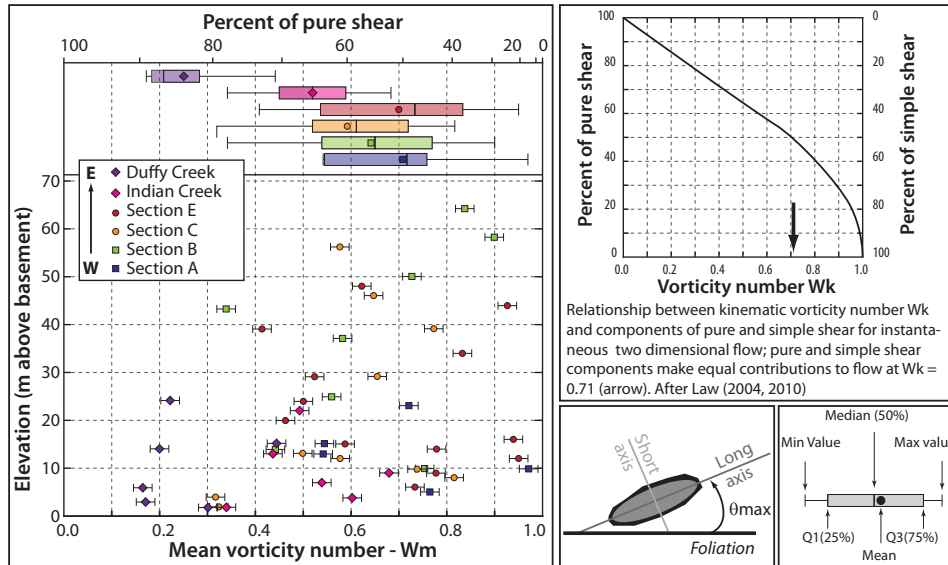 Percent of pure shear
100 80 60 40 20 0
E
W
Duffy Creek
Indian Creek
Section E
Section C
Section B
Section A
Elevation (m above basement)
70
60
50
40
30
20
10
0
0.0 0.2 0.4 0.6 0.8 1.0
Mean vorticity number - Wm
Percent of pure shear
100
80
60
40
20
0
Percent of simple shear
0
20
40
60
80
100
0.0 0.2 0.4 0.6 0.8 1.0
Vorticity number Wk
Relationship between kinematic vorticity number Wk
and components of pure and simple shear for instanta-
neous two dimensional flow; pure and simple shear
components make equal contributions to flow at Wk =
0.71 (arrow). After Law (2004, 2010)
Short
axis
Long
axis
θmax
Foliation
Median (50%)
Min Value Max value
Q1(25%) Q3(75%)
Mean